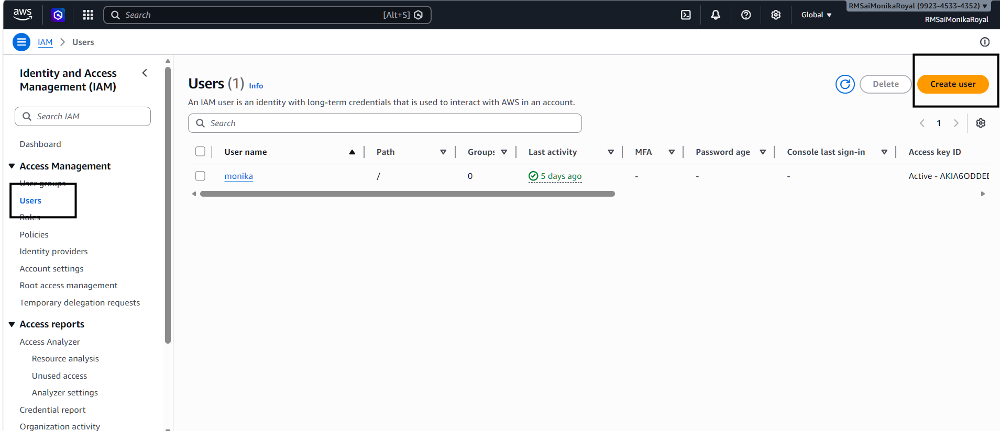 aws
Search
[Alt+S]
Global
RMSaiMonikaRoyal (9923-4533-4352)
RMSaiMonikaRoyal
IAM
Users
Identity and Access
Management (IAM)
Search IAM
Dashboard
Access Management
User groups
Users
Roles
Policies
Identity providers
Account settings
Root access management
Temporary delegation requests
Access reports
Access Analyzer
Resource analysis
Unused access
Analyzer settings
Credential report
Organization activity
Users (1) Info
Delete
Create user
An IAM user is an identity with long-term credentials that is used to interact with AWS in an account.
Search
1
User name Path Groups Last activity MFA Password age Console last sign-in Access key ID
monika / 0 5 days ago - - - Active - AKIA6ODDEE